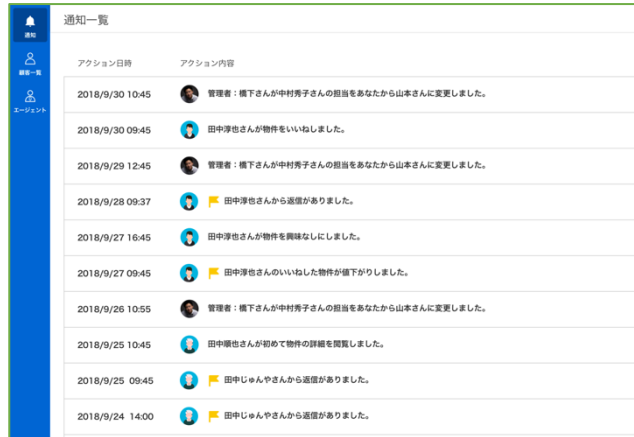 通知一覧
通知
顧客一覧
エージェント
アクション日時 アクション内容
2018/9/30 10:45 管理者：橋下さんが中村秀子さんの担当をあなたから山本さんに変更しました。
2018/9/30 09:45 田中淳也さんが物件をいいねしました。
2018/9/29 12:45 管理者：橋下さんが中村秀子さんの担当をあなたから山本さんに変更しました。
2018/9/28 09:37 田中淳也さんから返信がありました。
2018/9/27 16:45 田中淳也さんが物件を興味なしにしました。
2018/9/27 09:45 田中淳也さんのいいねした物件が値下がりしました。
2018/9/26 10:55 管理者：橋下さんが中村秀子さんの担当をあなたから山本さんに変更しました。
2018/9/25 10:45 田中順也さんが初めて物件の詳細を閲覧しました。
2018/9/25 09:45 田中じゅんやさんから返信がありました。
2018/9/24 14:00 田中じゅんやさんから返信がありました。